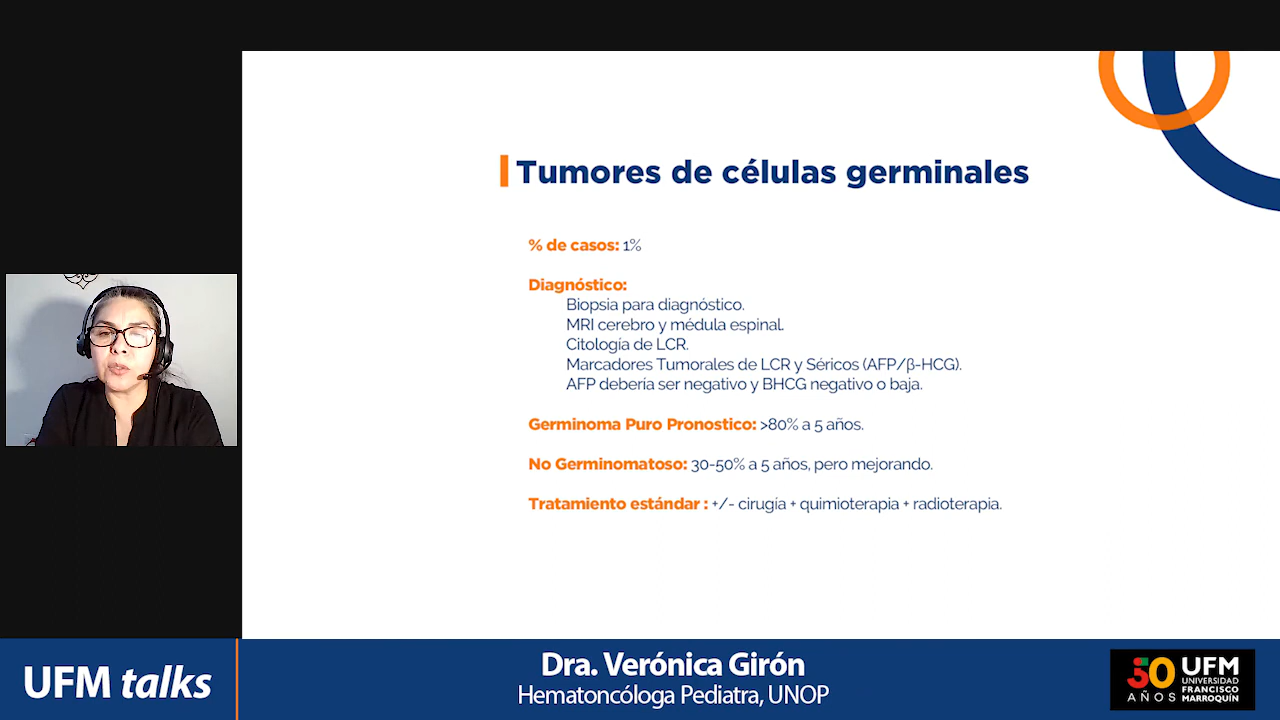 Tumores de células germinales
% de casos: 1%
Diagnóstico:
Biopsia para diagnóstico.
MRI cerebro y médula espinal.
Citología de LCR.
Marcadores Tumorales de LCR y Séricos (AFP/β-HCG).
AFP debería ser negativo y BHCG negativo o baja.
Germinoma Puro Pronostico: >80% a 5 años.
No Germinomatoso: 30-50% a 5 años, pero mejorando.
Tratamiento estándar : +/- cirugía + quimioterapia + radioterapia.
UFM talks
Dra. Verónica Girón
Hematoncóloga Pediatra, UNOP
50
AÑOS
UFM
UNIVERSIDAD
FRANCISCO
MARROQUÍN